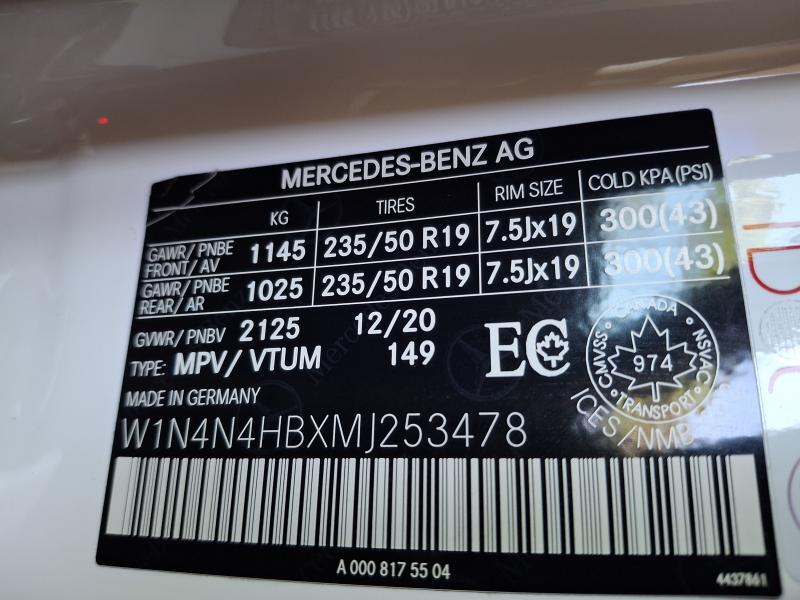 MERCEDES-BENZ AG
KG TIRES RIM SIZE COLD KPA (PSI)
GAWR/PNBE FRONT/AV 1145 235/50 R19 7.5Jx19 300(43)
GAWR/PNBE REAR/AR 1025 235/50 R19 7.5Jx19 300(43)
GVWR/PNBV 2125 12/20
TYPE: MPV/VTUM 149
EC
CANADA
CMVSS 974 NSVAC
TRANSPORT
MADE IN GERMANY
ICES/NMB
W1N4N4HBXMJ253478
A 000 817 55 04
4437861